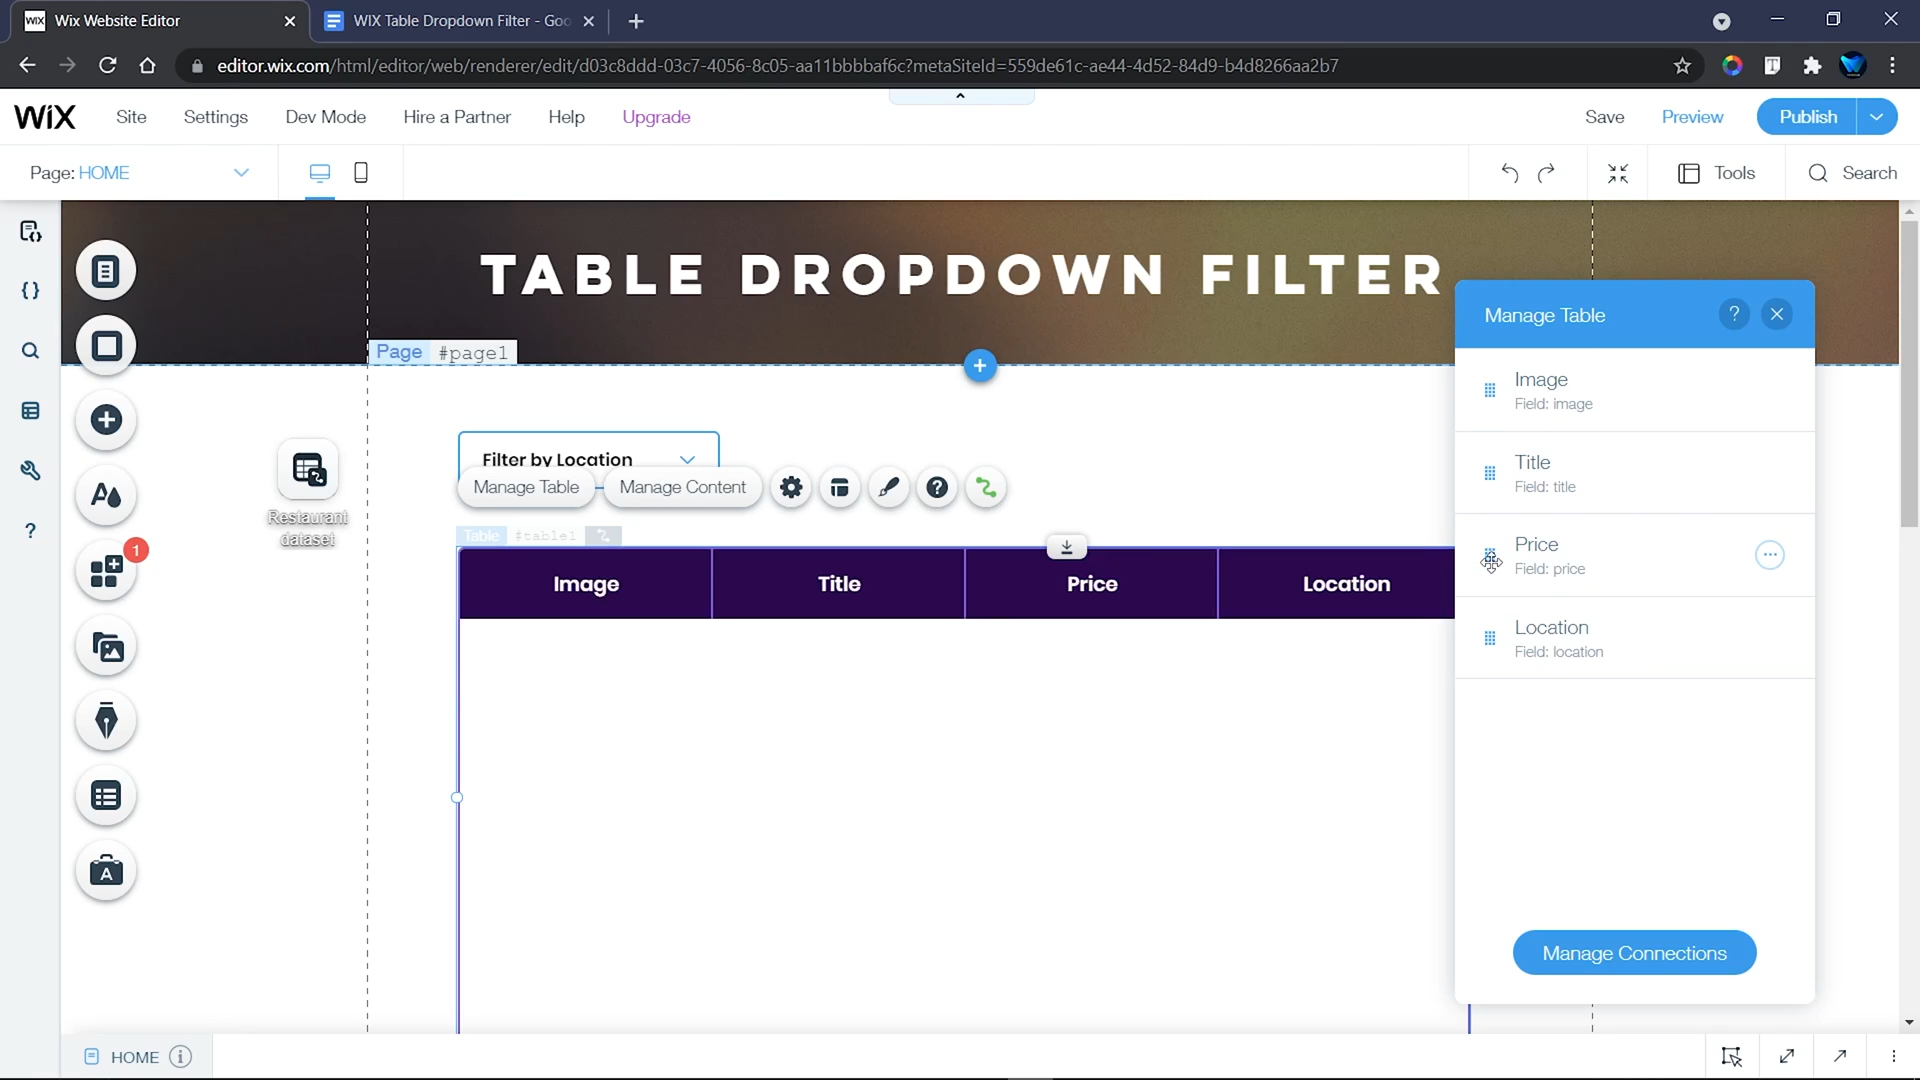 WIX Wix Website Editor
WIX Table Dropdown Filter - Goo
editor.wix.com/html/editor/web/renderer/edit/d03c8ddd-03c7-4056-8c05-aa11bbbbaf6c?metaSiteId=559de61c-ae44-4d52-84d9-b4d8266aa2b7
WiX Site Settings Dev Mode Hire a Partner Help Upgrade Save Preview Publish
Page: HOME Tools Search
TABLE DROPDOWN FILTER
Page #page1
Manage Table ?
Image
Field: image
Title
Field: title
Price
Field: price
Location
Field: location
Manage Connections
Filter by Location
Manage Table Manage Content ?
Restaurant
dataset
Table #table1
Image Title Price Location
1
?
A
A
HOME i